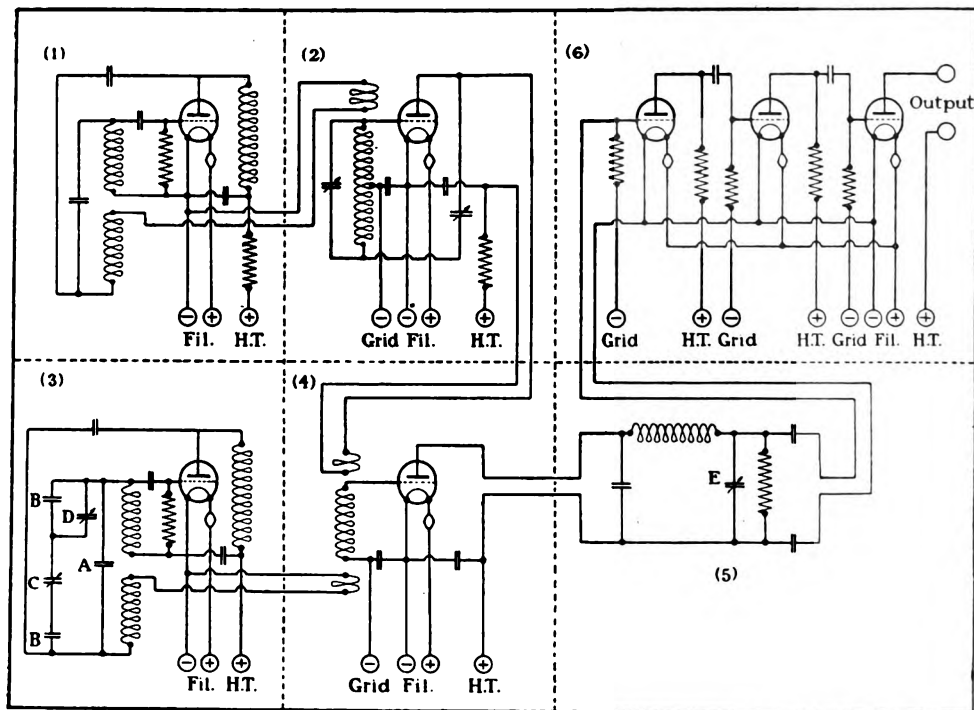 (1)
Fil. H.T.
(2)
Grid Fil. H.T.
(6)
Output
Grid H.T. Grid H.T. Grid Fil. H.T.
(3)
B
D
A
C
B
Fil. H.T.
(4)
Grid Fil. H.T.
E
(5)